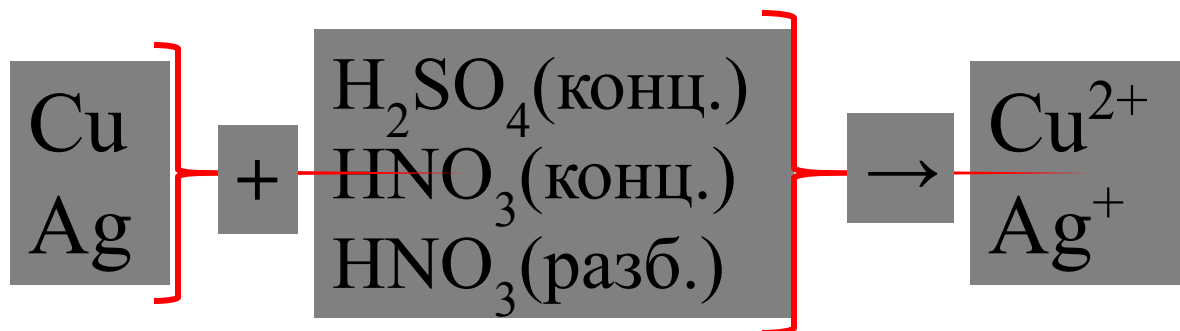 Cu
Ag
+
H₂SO₄(конц.)
HNO₃(конц.)
HNO₃(разб.)
→
Cu²⁺
Ag⁺